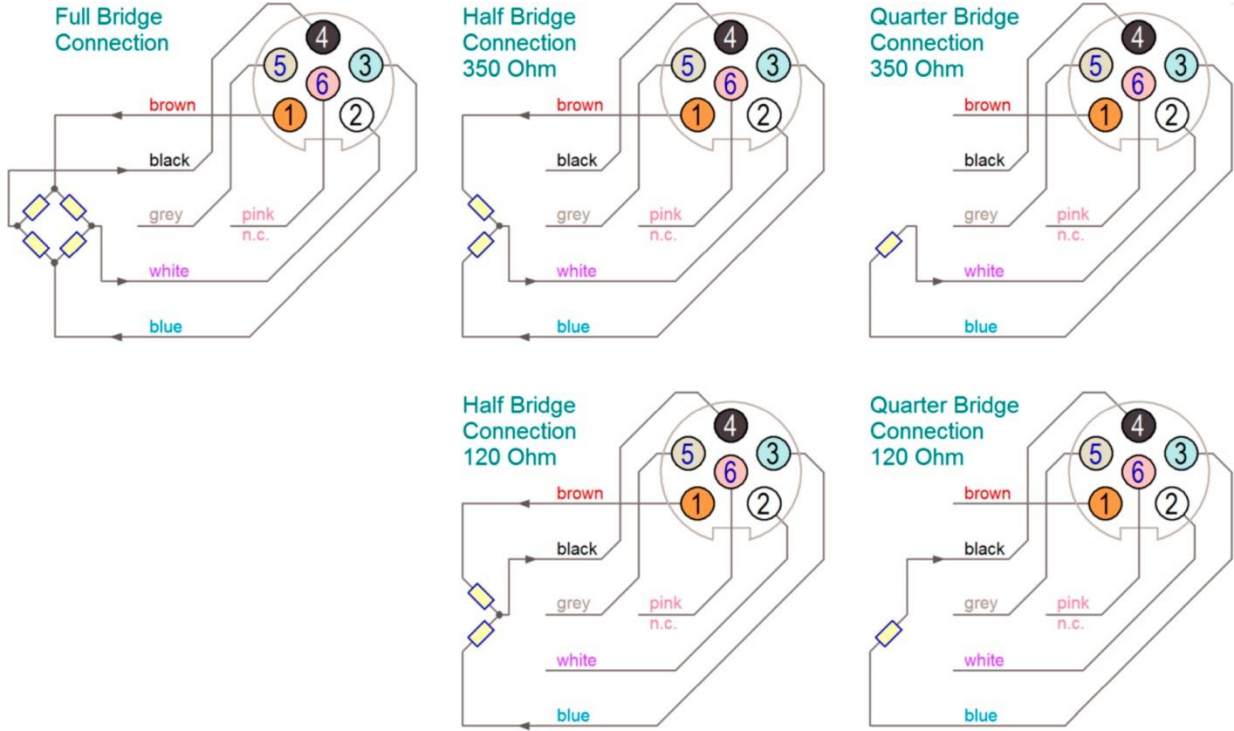 Full Bridge
Connection
4
5
3
6
1
2
brown
black
grey
pink
n.c.
white
blue
Half Bridge
Connection
350 Ohm
4
5
3
6
1
2
brown
black
grey
pink
n.c.
white
blue
Quarter Bridge
Connection
350 Ohm
4
5
3
6
1
2
brown
black
grey
pink
n.c.
white
blue
Half Bridge
Connection
120 Ohm
4
5
3
6
1
2
brown
black
grey
pink
n.c.
white
blue
Quarter Bridge
Connection
120 Ohm
4
5
3
6
1
2
brown
black
grey
pink
n.c.
white
blue